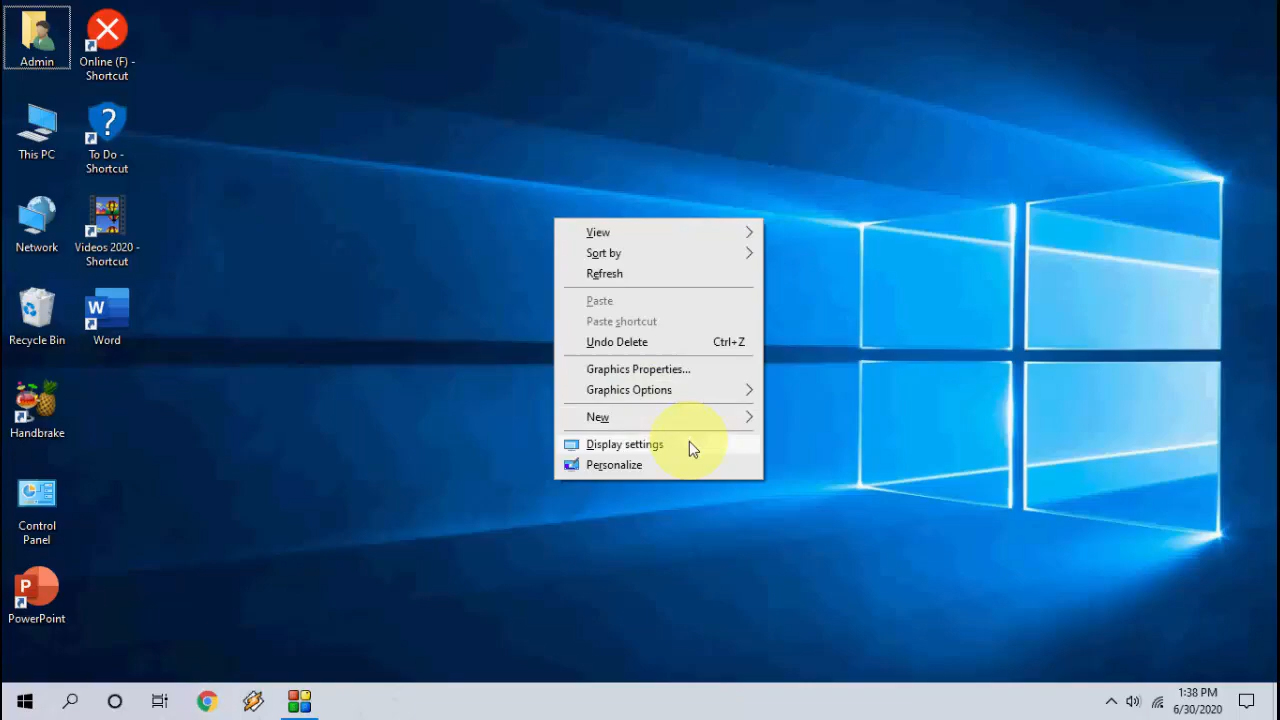 Admin
Online (F) -
Shortcut
This PC
To Do -
Shortcut
Network
Videos 2020 -
Shortcut
Recycle Bin
W
Word
Handbrake
Control
Panel
P
PowerPoint
View
Sort by
Refresh
Paste
Paste shortcut
Undo Delete Ctrl+Z
Graphics Properties...
Graphics Options
New
Display settings
Personalize
1:38 PM
6/30/2020